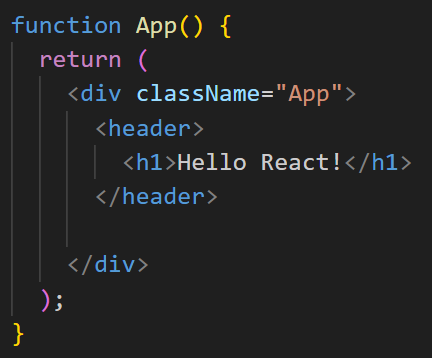 function App() {
  return (
    <div className="App">
      <header>
        <h1>Hello React!</h1>
      </header>

    </div>
  );
}